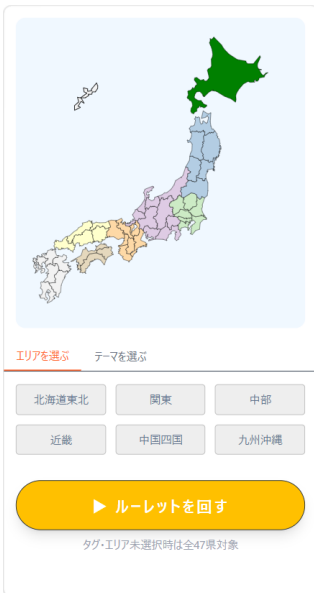 エリアを選ぶ テーマを選ぶ
北海道東北 関東 中部
近畿 中国四国 九州沖縄
▶ ルーレットを回す
タグ・エリア未選択時は全47県対象